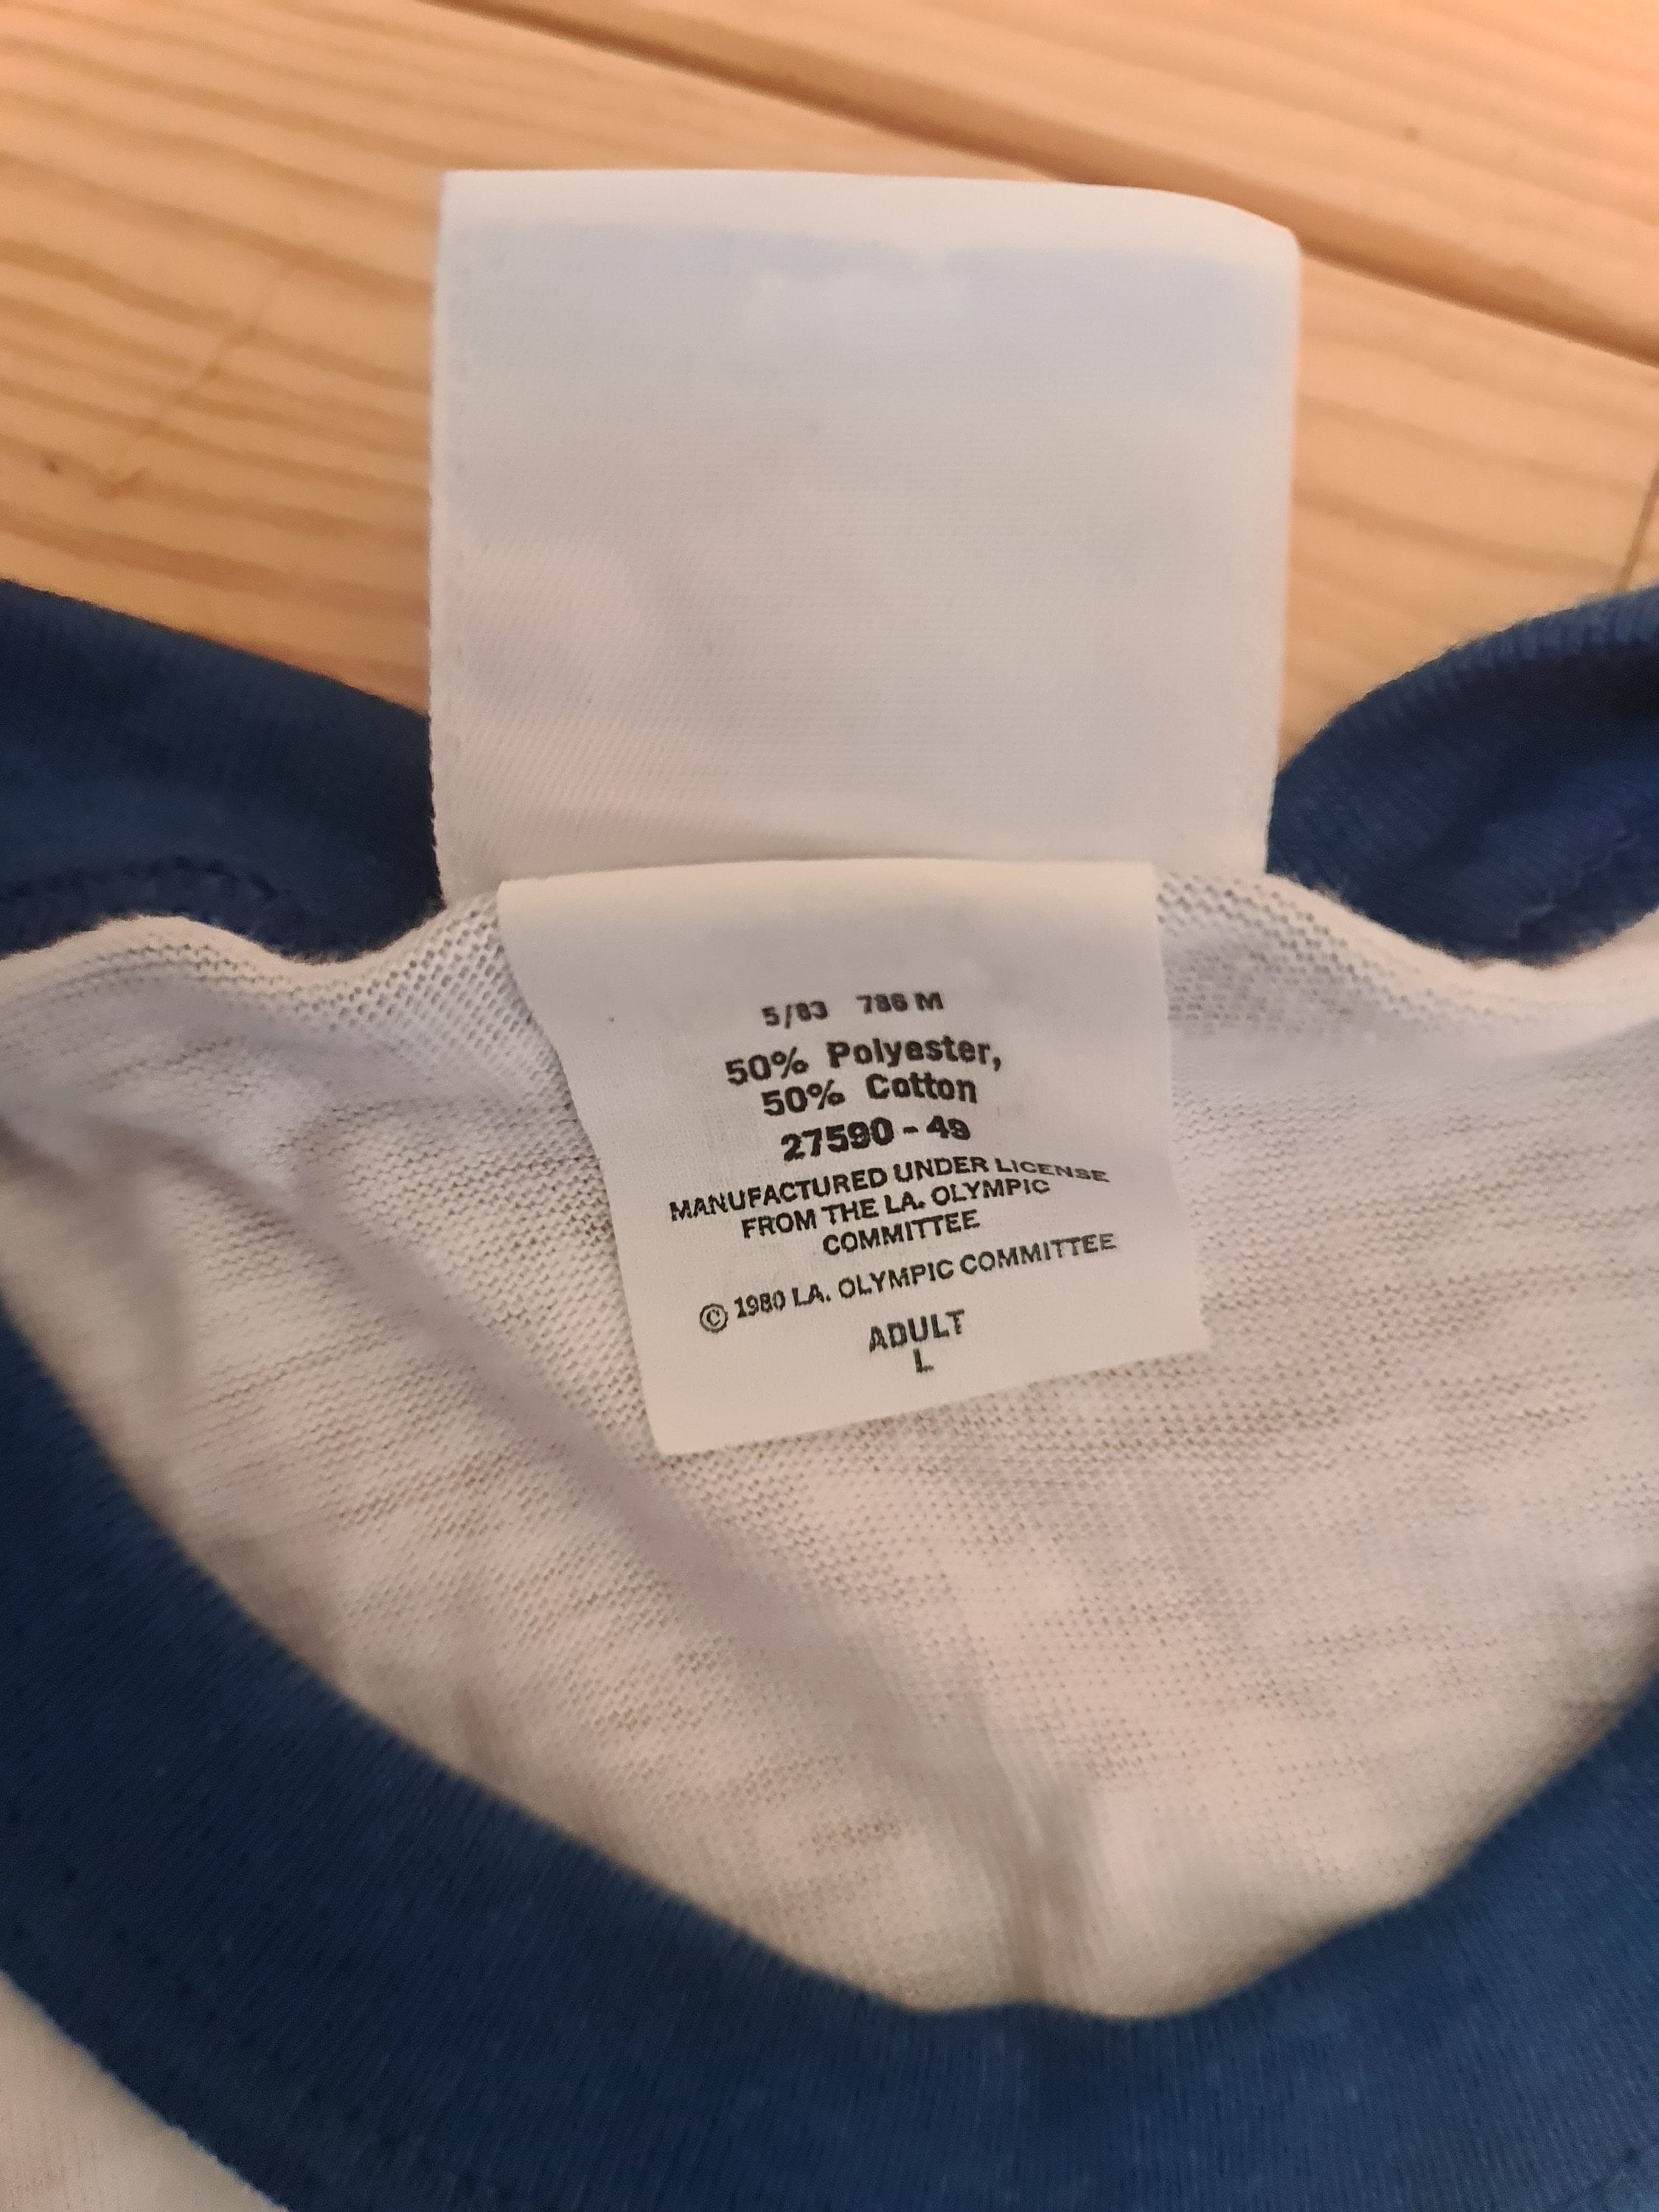 5/83 786 M
50% Polyester,
50% Cotton
27590 - 49
MANUFACTURED UNDER LICENSE
FROM THE LA. OLYMPIC
COMMITTEE
© 1980 LA. OLYMPIC COMMITTEE
ADULT
L